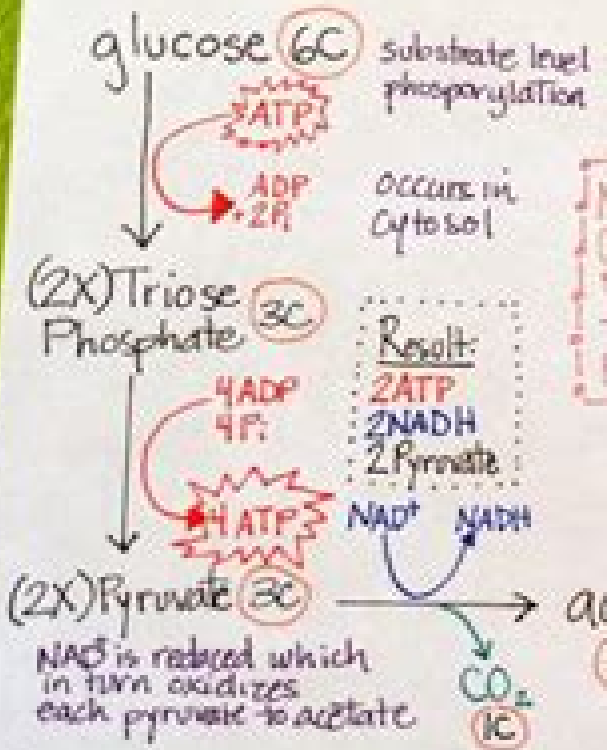 glucose 6C
substrate level
phosporylation
ATP
ADP
+2Pi
occurs in
cytosol
(2X)Triose
Phosphate 3C
Result:
2ATP
2NADH
2Pyruvate
4ADP
4Pi
4ATP
NAD+ NADH
(2X)Pyruvate 3C
CO2
1C
NAD+ is reduced which
in turn oxidizes
each pyruvate to acetate